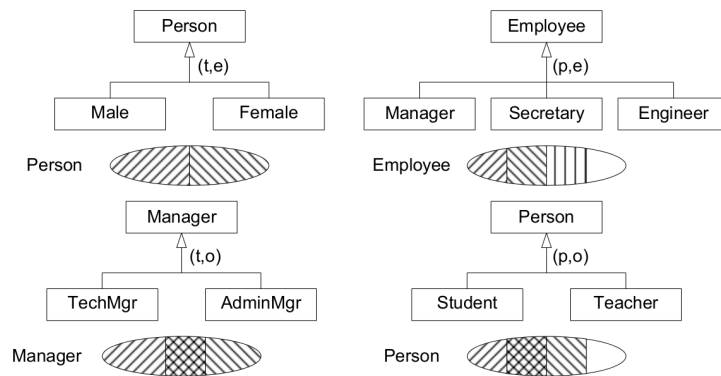 Person
(t,e)
Male
Female
Person
Employee
(p,e)
Manager
Secretary
Engineer
Employee
Manager
(t,o)
TechMgr
AdminMgr
Manager
Person
(p,o)
Student
Teacher
Person